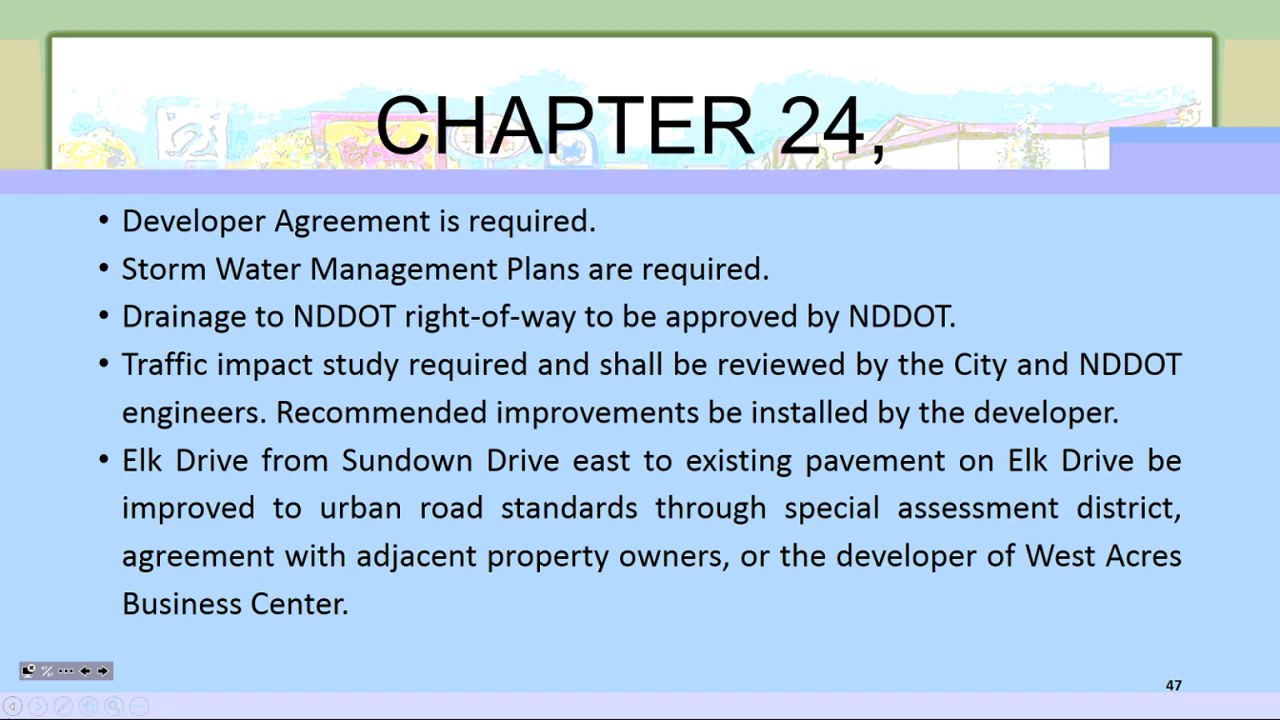 CHAPTER 24,
• Developer Agreement is required.
• Storm Water Management Plans are required.
• Drainage to NDDOT right-of-way to be approved by NDDOT.
• Traffic impact study required and shall be reviewed by the City and NDDOT
engineers. Recommended improvements be installed by the developer.
• Elk Drive from Sundown Drive east to existing pavement on Elk Drive be
improved to urban road standards through special assessment district,
agreement with adjacent property owners, or the developer of West Acres
Business Center.
47